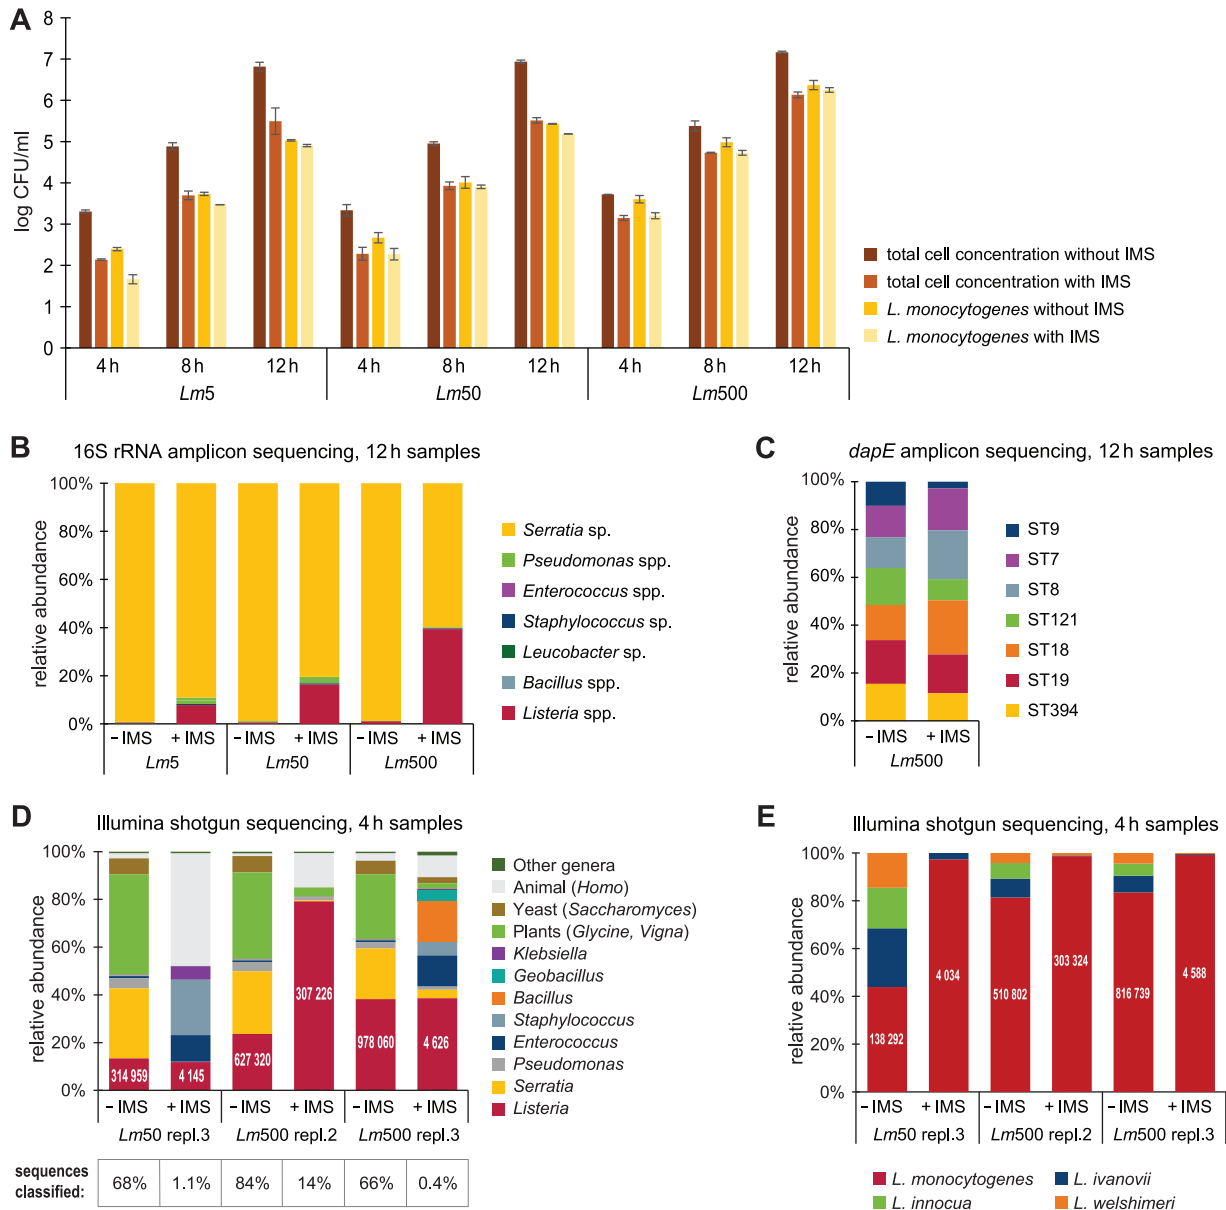 A
8
7
6
5
4
3
2
1
0
log CFU/ml
4 h 8 h 12 h 4 h 8 h 12 h 4 h 8 h 12 h
Lm5 Lm50 Lm500
total cell concentration without IMS
total cell concentration with IMS
L. monocytogenes without IMS
L. monocytogenes with IMS
B
16S rRNA amplicon sequencing, 12 h samples
100%
80%
60%
40%
20%
0%
relative abundance
– IMS + IMS – IMS + IMS – IMS + IMS
Lm5 Lm50 Lm500
Serratia sp.
Pseudomonas spp.
Enterococcus spp.
Staphylococcus sp.
Leucobacter sp.
Bacillus spp.
Listeria spp.
C
dapE amplicon sequencing, 12 h samples
100%
80%
60%
40%
20%
0%
relative abundance
– IMS + IMS
Lm500
ST9
ST7
ST8
ST121
ST18
ST19
ST394
D
Illumina shotgun sequencing, 4 h samples
100%
80%
60%
40%
20%
0%
relative abundance
314 959 4 145 627 320 307 226 978 060 4 626
– IMS + IMS – IMS + IMS – IMS + IMS
Lm50 repl.3 Lm500 repl.2 Lm500 repl.3
Other genera
Animal (Homo)
Yeast (Saccharomyces)
Plants (Glycine, Vigna)
Klebsiella
Geobacillus
Bacillus
Staphylococcus
Enterococcus
Pseudomonas
Serratia
Listeria
sequences
classified:
68% 1.1% 84% 14% 66% 0.4%
E
Illumina shotgun sequencing, 4 h samples
100%
80%
60%
40%
20%
0%
relative abundance
138 292 4 034 510 802 303 324 816 739 4 588
– IMS + IMS – IMS + IMS – IMS + IMS
Lm50 repl.3 Lm500 repl.2 Lm500 repl.3
L. monocytogenes L. ivanovii
L. innocua L. welshimeri